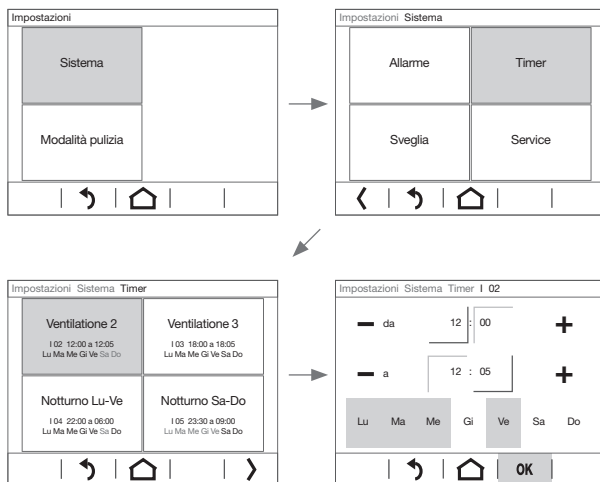 Impostazioni
Sistema
Modalità pulizia
Impostazioni Sistema
Allarme
Timer
Sveglia
Service
Impostazioni Sistema Timer
Ventilatione 2
I 02 12:00 a 12:05
Lu Ma Me Gi Ve Sa Do
Ventilatione 3
I 03 18:00 a 18:05
Lu Ma Me Gi Ve Sa Do
Notturno Lu-Ve
I 04 22:00 a 06:00
Lu Ma Me Gi Ve Sa Do
Notturno Sa-Do
I 05 23:30 a 09:00
Lu Ma Me Gi Ve Sa Do
Impostazioni Sistema Timer I 02
da 12 : 00
a 12 : 05
Lu Ma Me Gi Ve Sa Do
OK